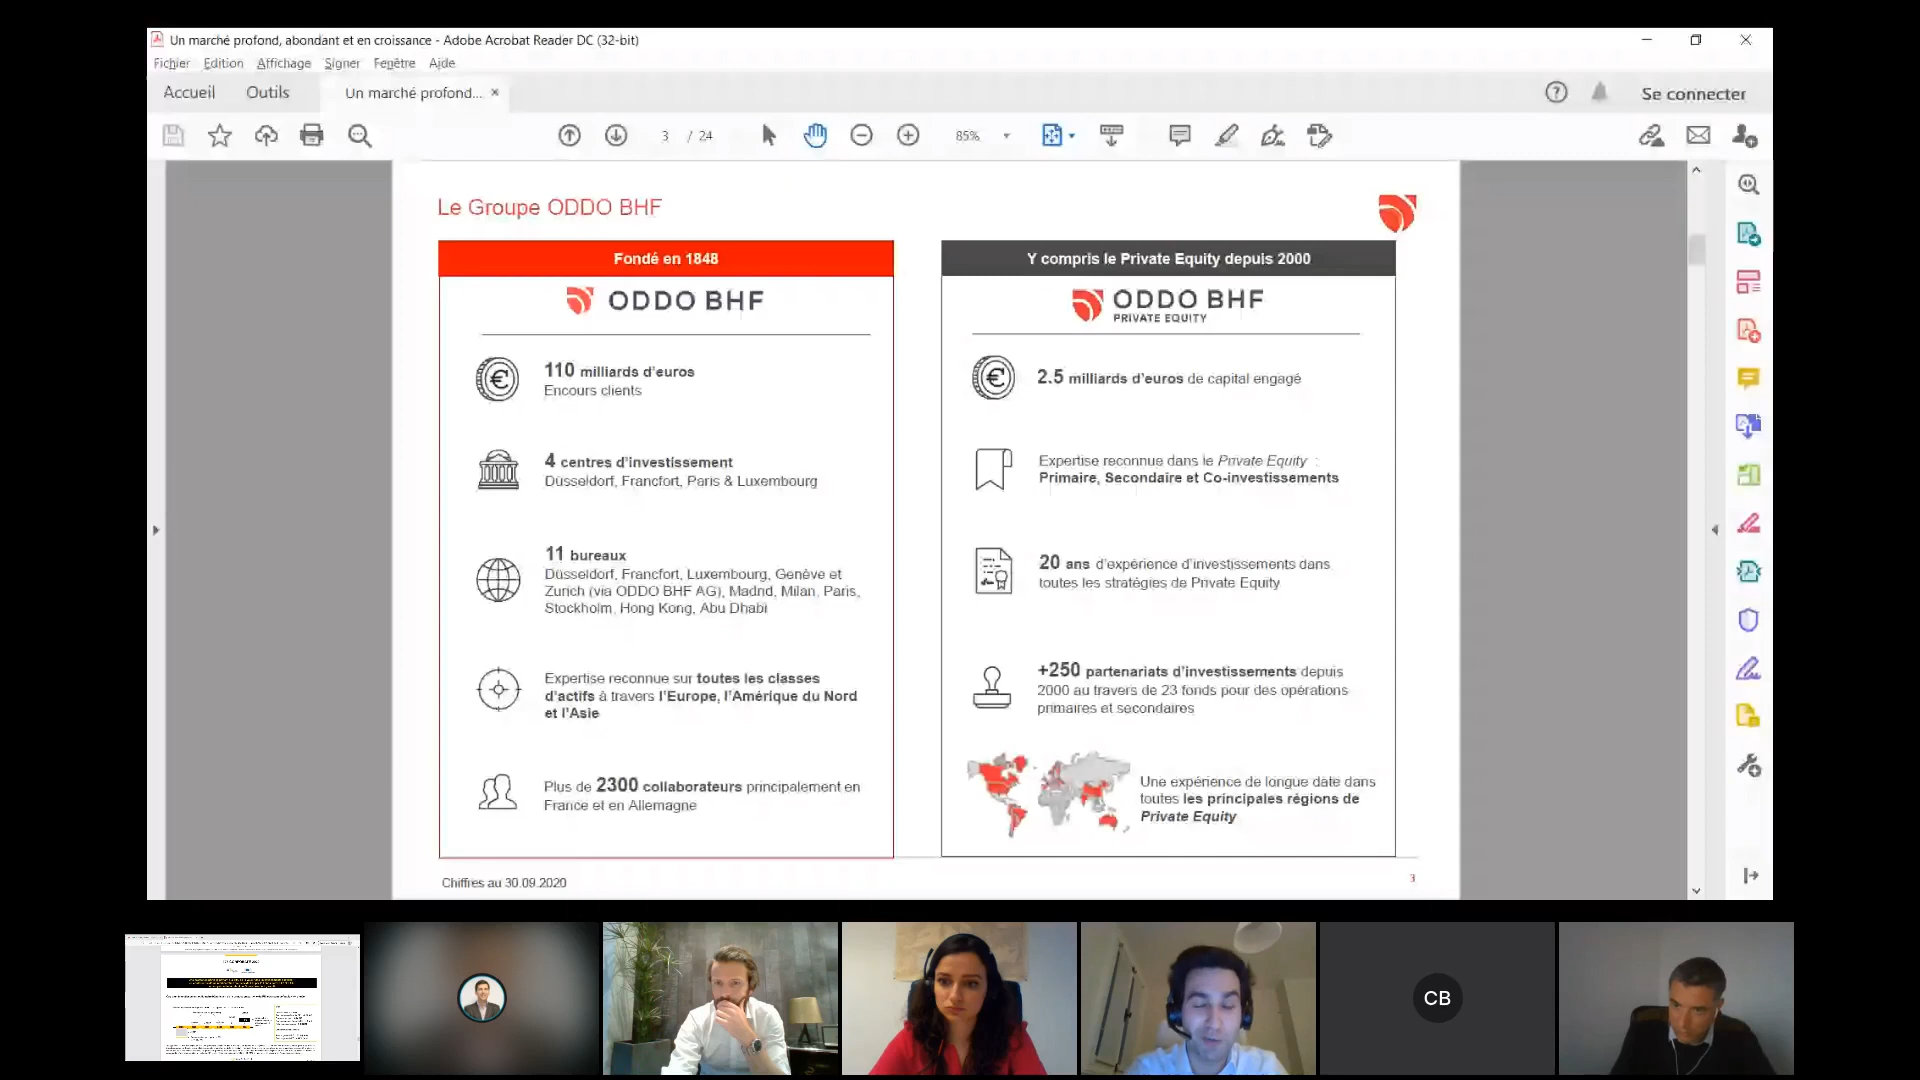 Un marché profond, abondant et en croissance - Adobe Acrobat Reader DC (32-bit)
Fichier Edition Affichage Signer Fenêtre Aide
Accueil Outils Un marché profond... × Se connecter
3 / 24 85%
Le Groupe ODDO BHF
Fondé en 1848
ODDO BHF
110 milliards d'euros
Encours clients
4 centres d'investissement
Düsseldorf, Francfort, Paris & Luxembourg
11 bureaux
Düsseldorf, Francfort, Luxembourg, Genève et
Zurich (via ODDO BHF AG), Madrid, Milan, Paris,
Stockholm, Hong Kong, Abu Dhabi
Expertise reconnue sur toutes les classes
d'actifs à travers l'Europe, l'Amérique du Nord
et l'Asie
Plus de 2300 collaborateurs principalement en
France et en Allemagne
Y compris le Private Equity depuis 2000
ODDO BHF
PRIVATE EQUITY
2.5 milliards d'euros de capital engagé
Expertise reconnue dans le Private Equity :
Primaire, Secondaire et Co-investissements
20 ans d'expérience d'investissements dans
toutes les stratégies de Private Equity
+250 partenariats d'investissements depuis
2000 au travers de 23 fonds pour des opérations
primaires et secondaires
Une expérience de longue date dans
toutes les principales régions de
Private Equity
Chiffres au 30.09.2020
3
CB